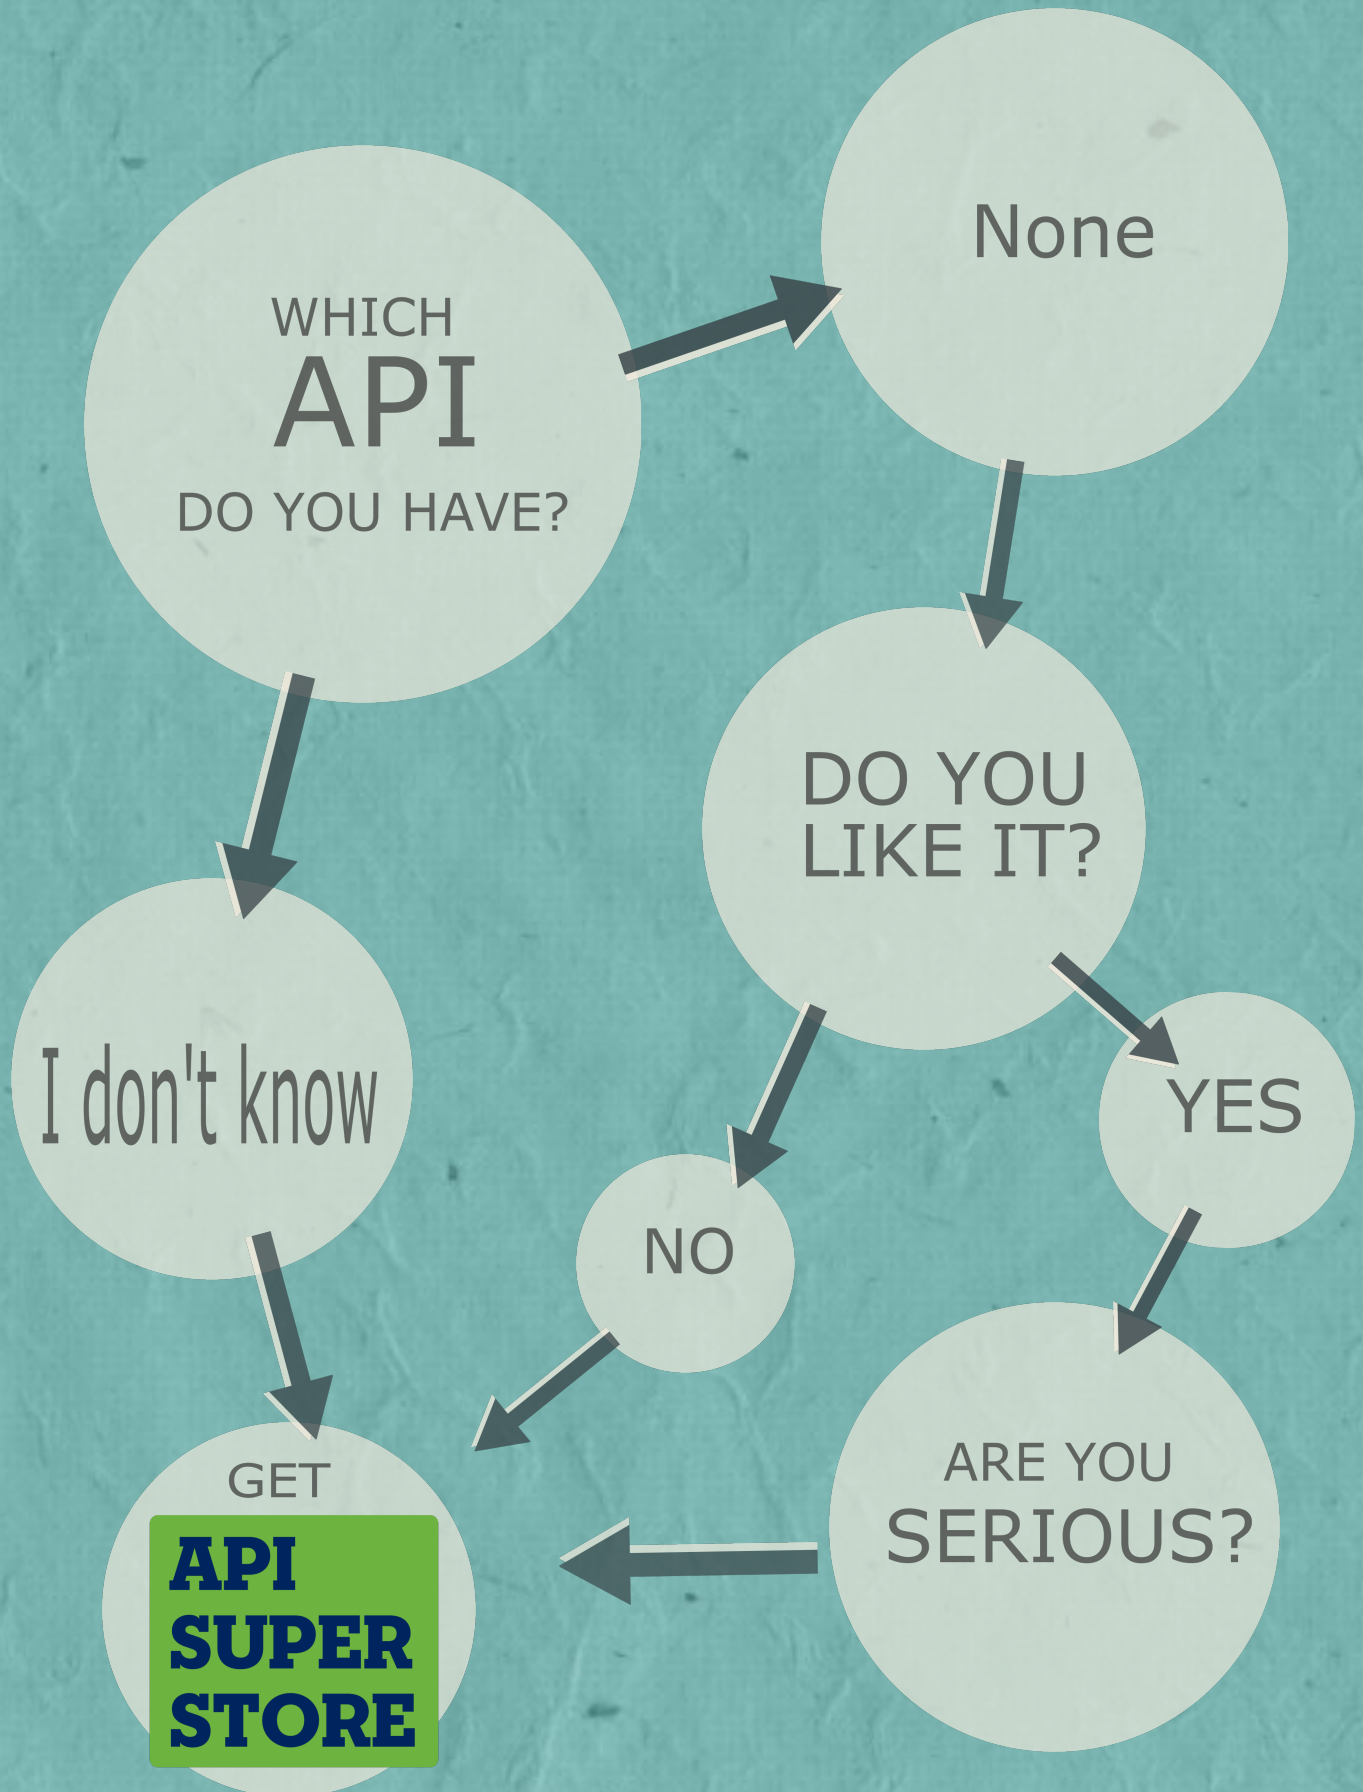 None
WHICH
API
DO YOU HAVE?
DO YOU
LIKE IT?
I don't know
YES
NO
ARE YOU
SERIOUS?
GET
API
SUPER
STORE